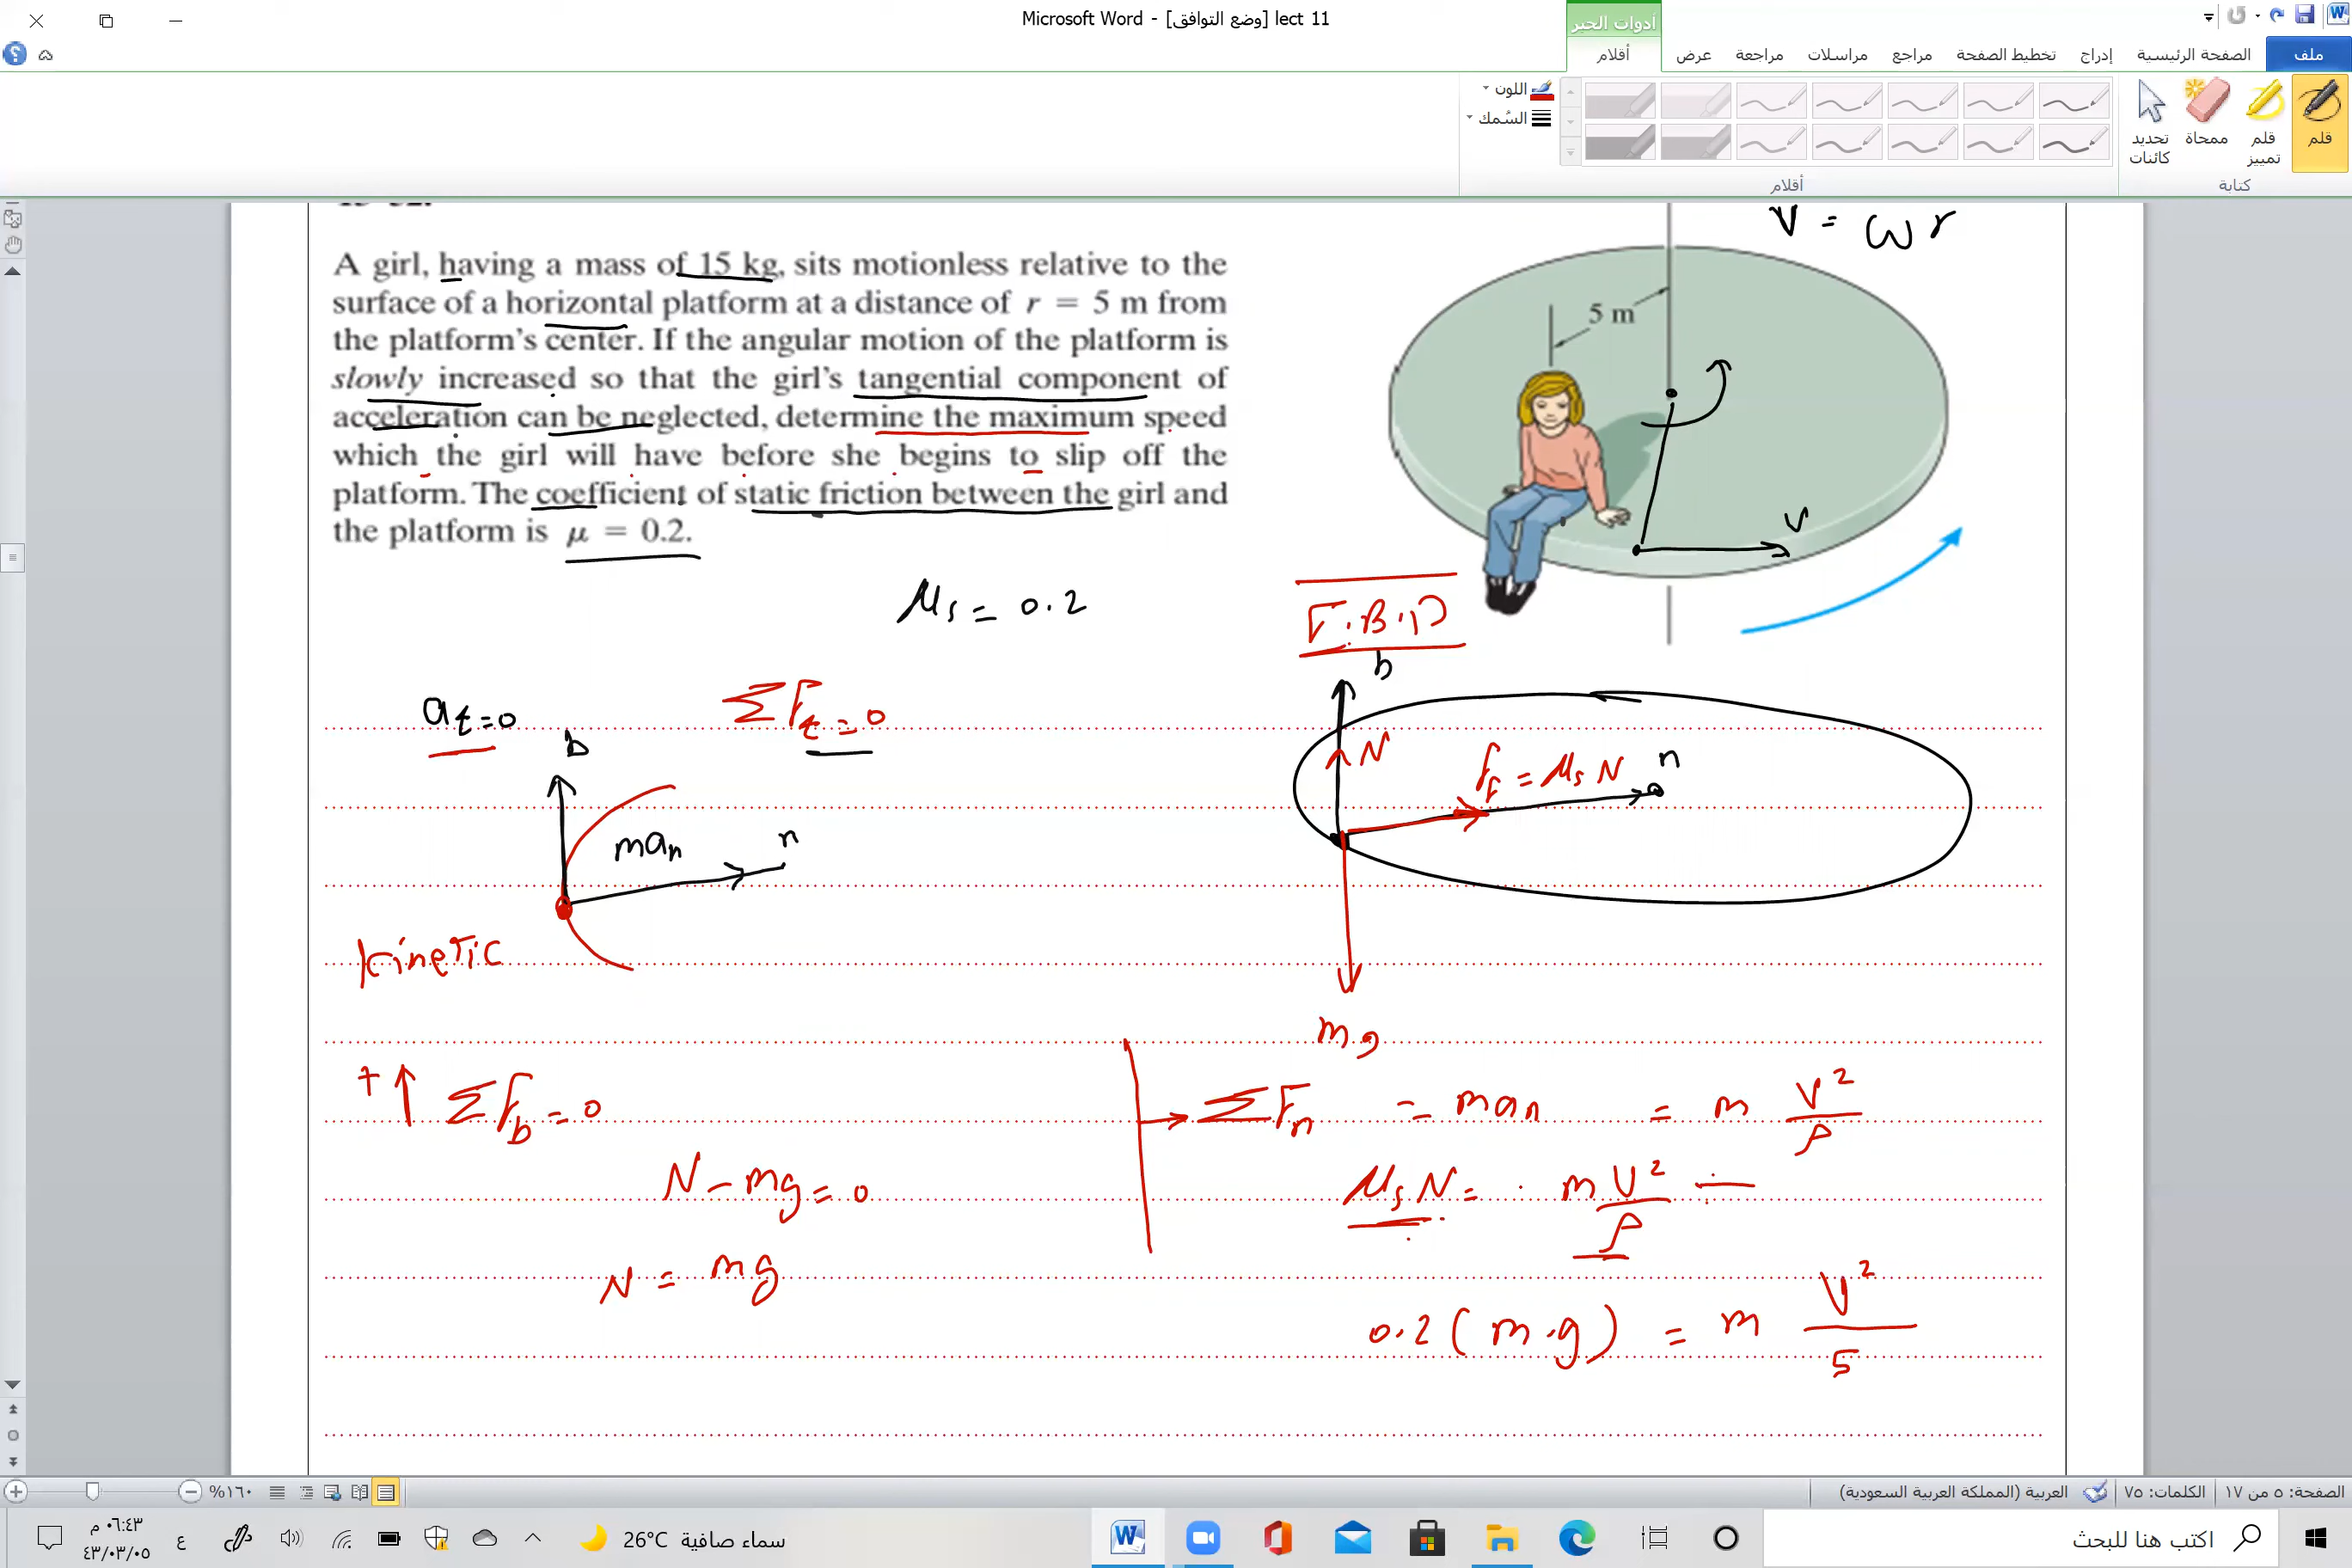 lect 11 [وضع التوافق] - Microsoft Word
أدوات الحبر
ملف
الصفحة الرئيسية
إدراج
تخطيط الصفحة
مراجع
مراسلات
مراجعة
عرض
أقلام
قلم
قلم تمييز
ممحاة
تحديد كائنات
اللون
السُمك
كتابة
أقلام
V = ωr
A girl, having a mass of 15 kg, sits motionless relative to the
surface of a horizontal platform at a distance of r = 5 m from
the platform's center. If the angular motion of the platform is
slowly increased so that the girl's tangential component of
acceleration can be neglected, determine the maximum speed
which the girl will have before she begins to slip off the
platform. The coefficient of static friction between the girl and
the platform is μ = 0.2.
5 m
V
μs = 0.2
F.B.D
b
at = 0
ΣFt = 0
b
N
Ff = μs N
n
man
n
kinetic
mg
+↑ ΣFb = 0
→ ΣFn = man = m V²/ρ
N - mg = 0
μs N = m V²/ρ
N = mg
0.2 (m.g) = m V²/5
الصفحة: ٥ من ١٧
الكلمات: ٧٥
العربية (المملكة العربية السعودية)
%١٦٠
اكتب هنا للبحث
26°C سماء صافية
ع
٠٦:٤٣ م
٤٣/٠٣/٠٥